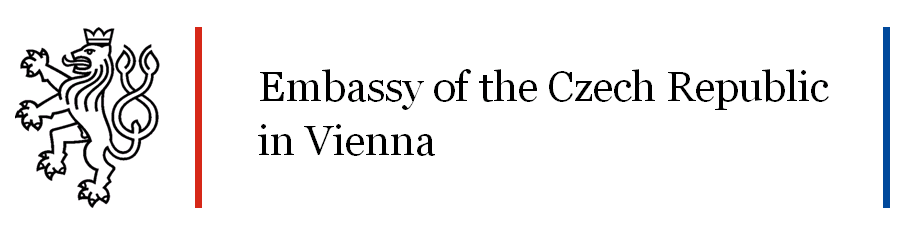 Embassy of the Czech Republic
in Vienna